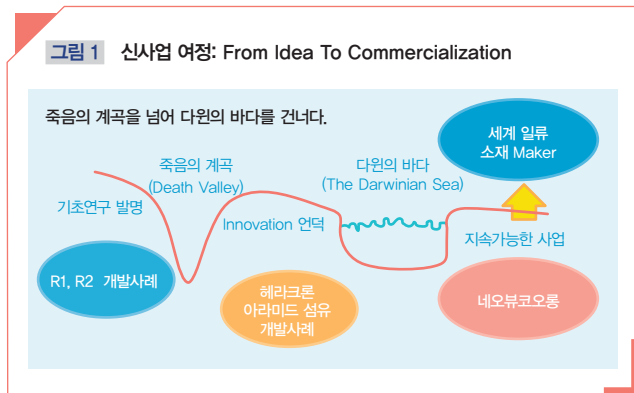 그림 1 신사업 여정: From Idea To Commercialization
죽음의 계곡을 넘어 다윈의 바다를 건너다.
세계 일류
소재 Maker
죽음의 계곡
(Death Valley)
다윈의 바다
(The Darwinian Sea)
기초연구 발명
Innovation 언덕
지속가능한 사업
R1, R2 개발사례
헤라크론
아라미드 섬유
개발사례
네오뷰코오롱